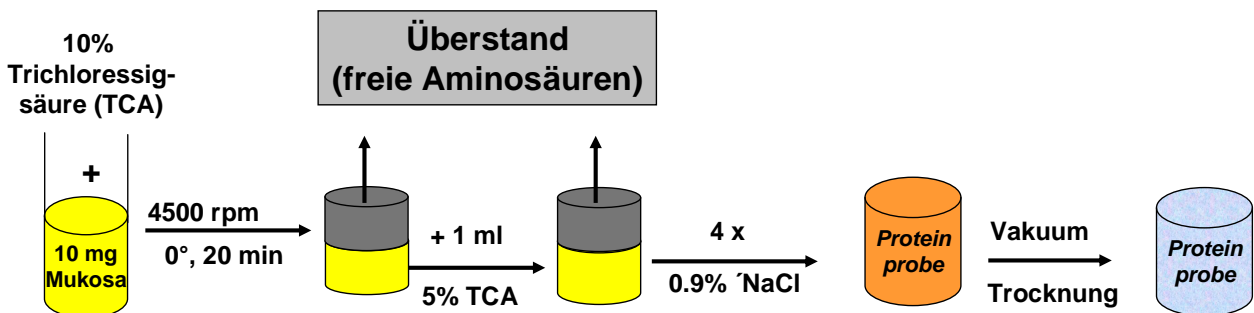 10%
Trichloressig-
säure (TCA)
+
10 mg
Mukosa
4500 rpm
0°, 20 min
Überstand
(freie Aminosäuren)
+ 1 ml
5% TCA
4 x
0.9% ´NaCl
Protein
probe
Vakuum
Trocknung
Protein
probe